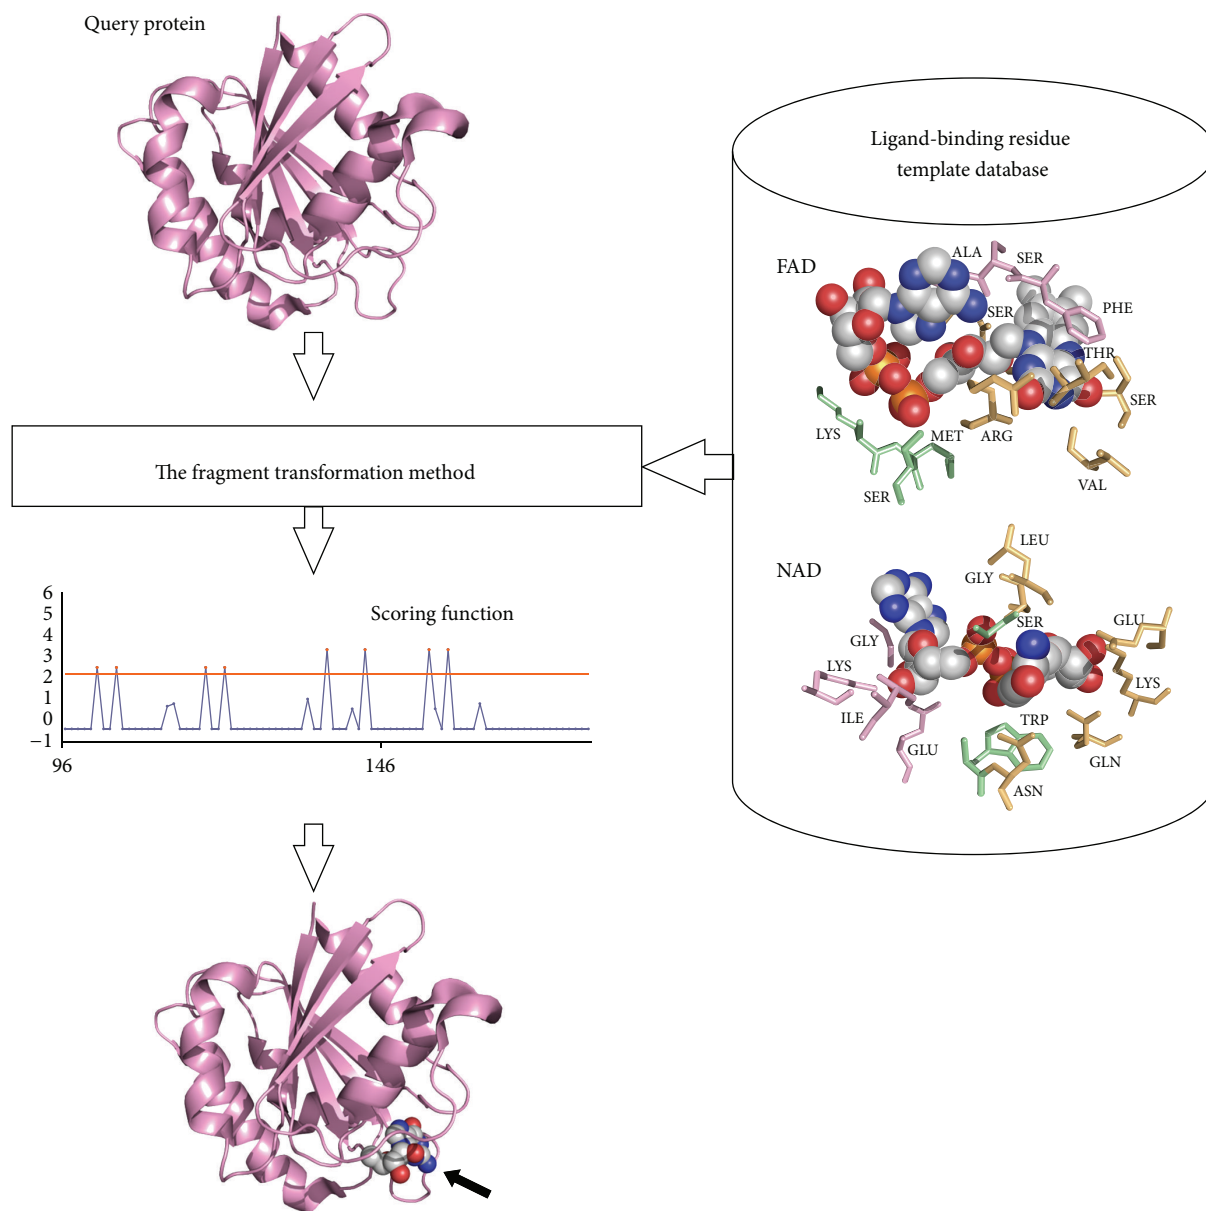 Query protein
Ligand-binding residue
template database
FAD
ALA
SER
PHE
SER
THR
SER
LYS
MET
ARG
VAL
SER
The fragment transformation method
NAD
LEU
GLY
SER
GLU
GLY
LYS
LYS
ILE
TRP
GLU
GLN
ASN
Scoring function
6
5
4
3
2
1
0
−1
96
146